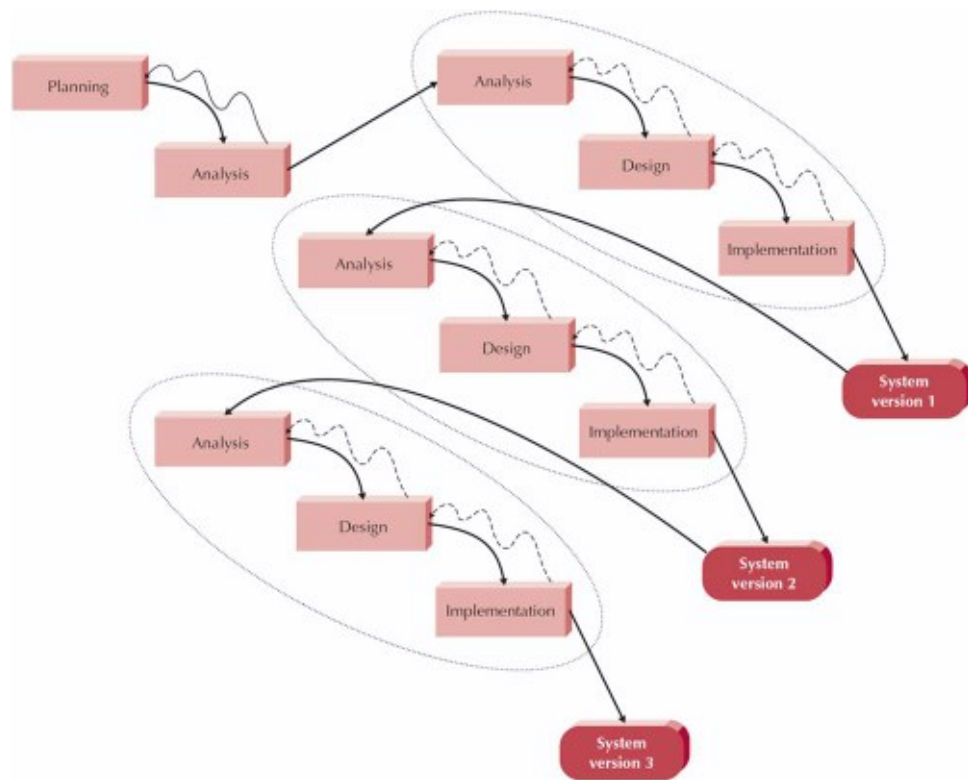 Planning
Analysis
Analysis
Design
Implementation
System
version 1
Analysis
Design
Implementation
System
version 2
Analysis
Design
Implementation
System
version 3